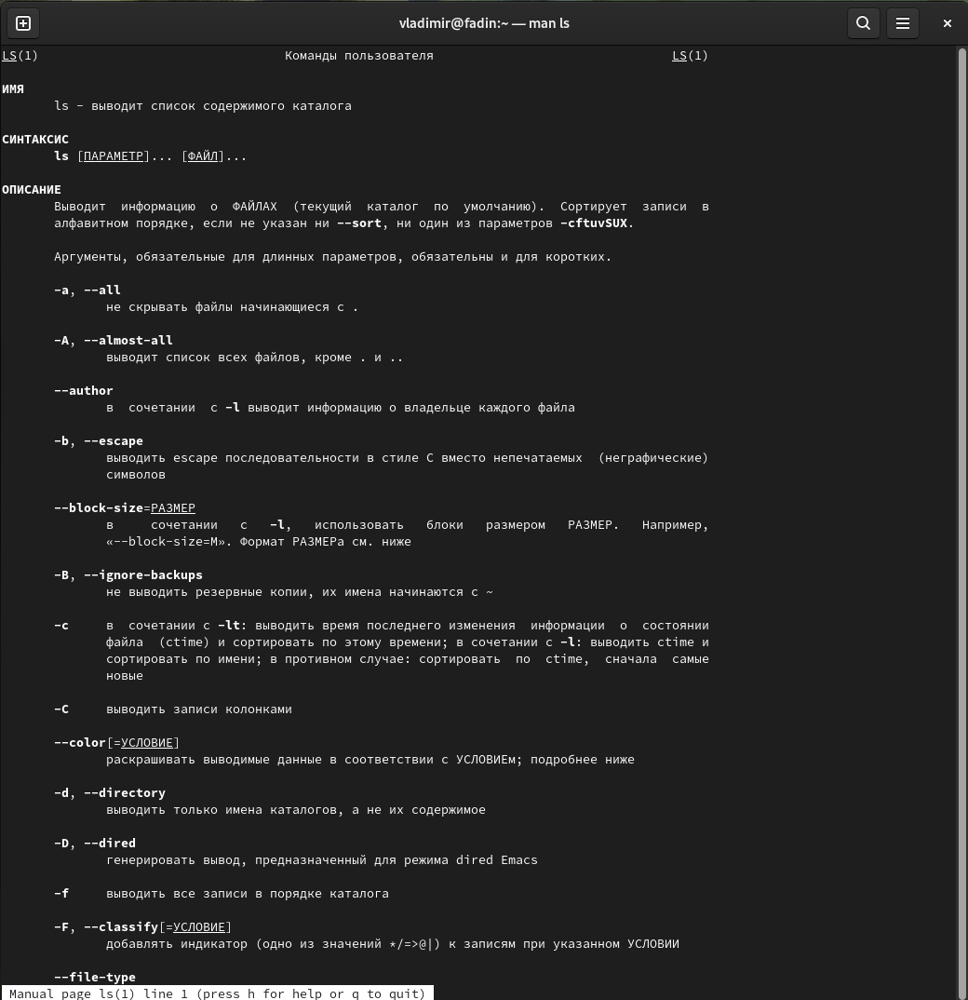 vladimir@fadin:~ — man ls
LS(1) Команды пользователя LS(1)
ИМЯ
ls - выводит список содержимого каталога
СИНТАКСИС
ls [ПАРАМЕТР]... [ФАЙЛ]...
ОПИСАНИЕ
Выводит информацию о ФАЙЛАХ (текущий каталог по умолчанию). Сортирует записи в
алфавитном порядке, если не указан ни --sort, ни один из параметров -cftuvSUX.
Аргументы, обязательные для длинных параметров, обязательны и для коротких.
-a, --all
не скрывать файлы начинающиеся с .
-A, --almost-all
выводит список всех файлов, кроме . и ..
--author
в сочетании с -l выводит информацию о владельце каждого файла
-b, --escape
выводить escape последовательности в стиле C вместо непечатаемых (неграфические)
символов
--block-size=РАЗМЕР
в сочетании с -l, использовать блоки размером РАЗМЕР. Например,
«--block-size=M». Формат РАЗМЕРа см. ниже
-B, --ignore-backups
не выводить резервные копии, их имена начинаются с ~
-c в сочетании с -lt: выводить время последнего изменения информации о состоянии
файла (ctime) и сортировать по этому времени; в сочетании с -l: выводить ctime и
сортировать по имени; в противном случае: сортировать по ctime, сначала самые
новые
-C выводить записи колонками
--color[=УСЛОВИЕ]
раскрашивать выводимые данные в соответствии с УСЛОВИЕм; подробнее ниже
-d, --directory
выводить только имена каталогов, а не их содержимое
-D, --dired
генерировать вывод, предназначенный для режима dired Emacs
-f выводить все записи в порядке каталога
-F, --classify[=УСЛОВИЕ]
добавлять индикатор (одно из значений */=>@|) к записям при указанном УСЛОВИИ
--file-type
Manual page ls(1) line 1 (press h for help or q to quit)